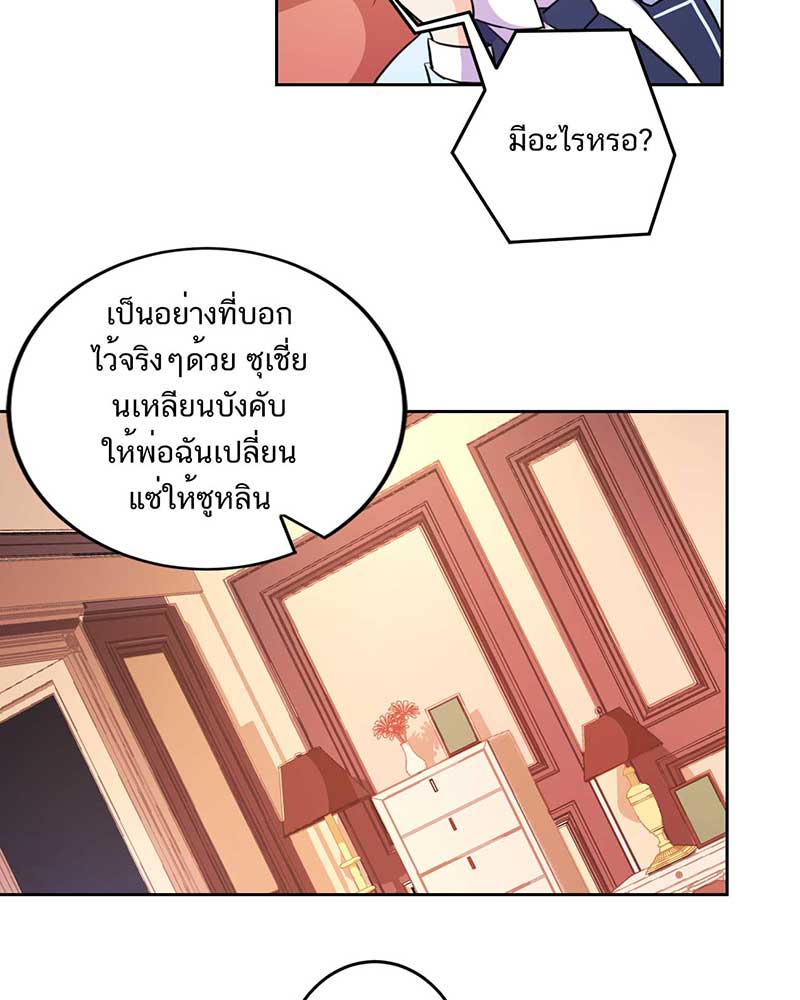 มีอะไรหรอ?
เป็นอย่างที่บอก
ไว้จริงๆด้วย ซุเชี่ย
นเหลียนบังคับ
ให้พ่อฉันเปลี่ยน
แซ่ให้ซูหลิน